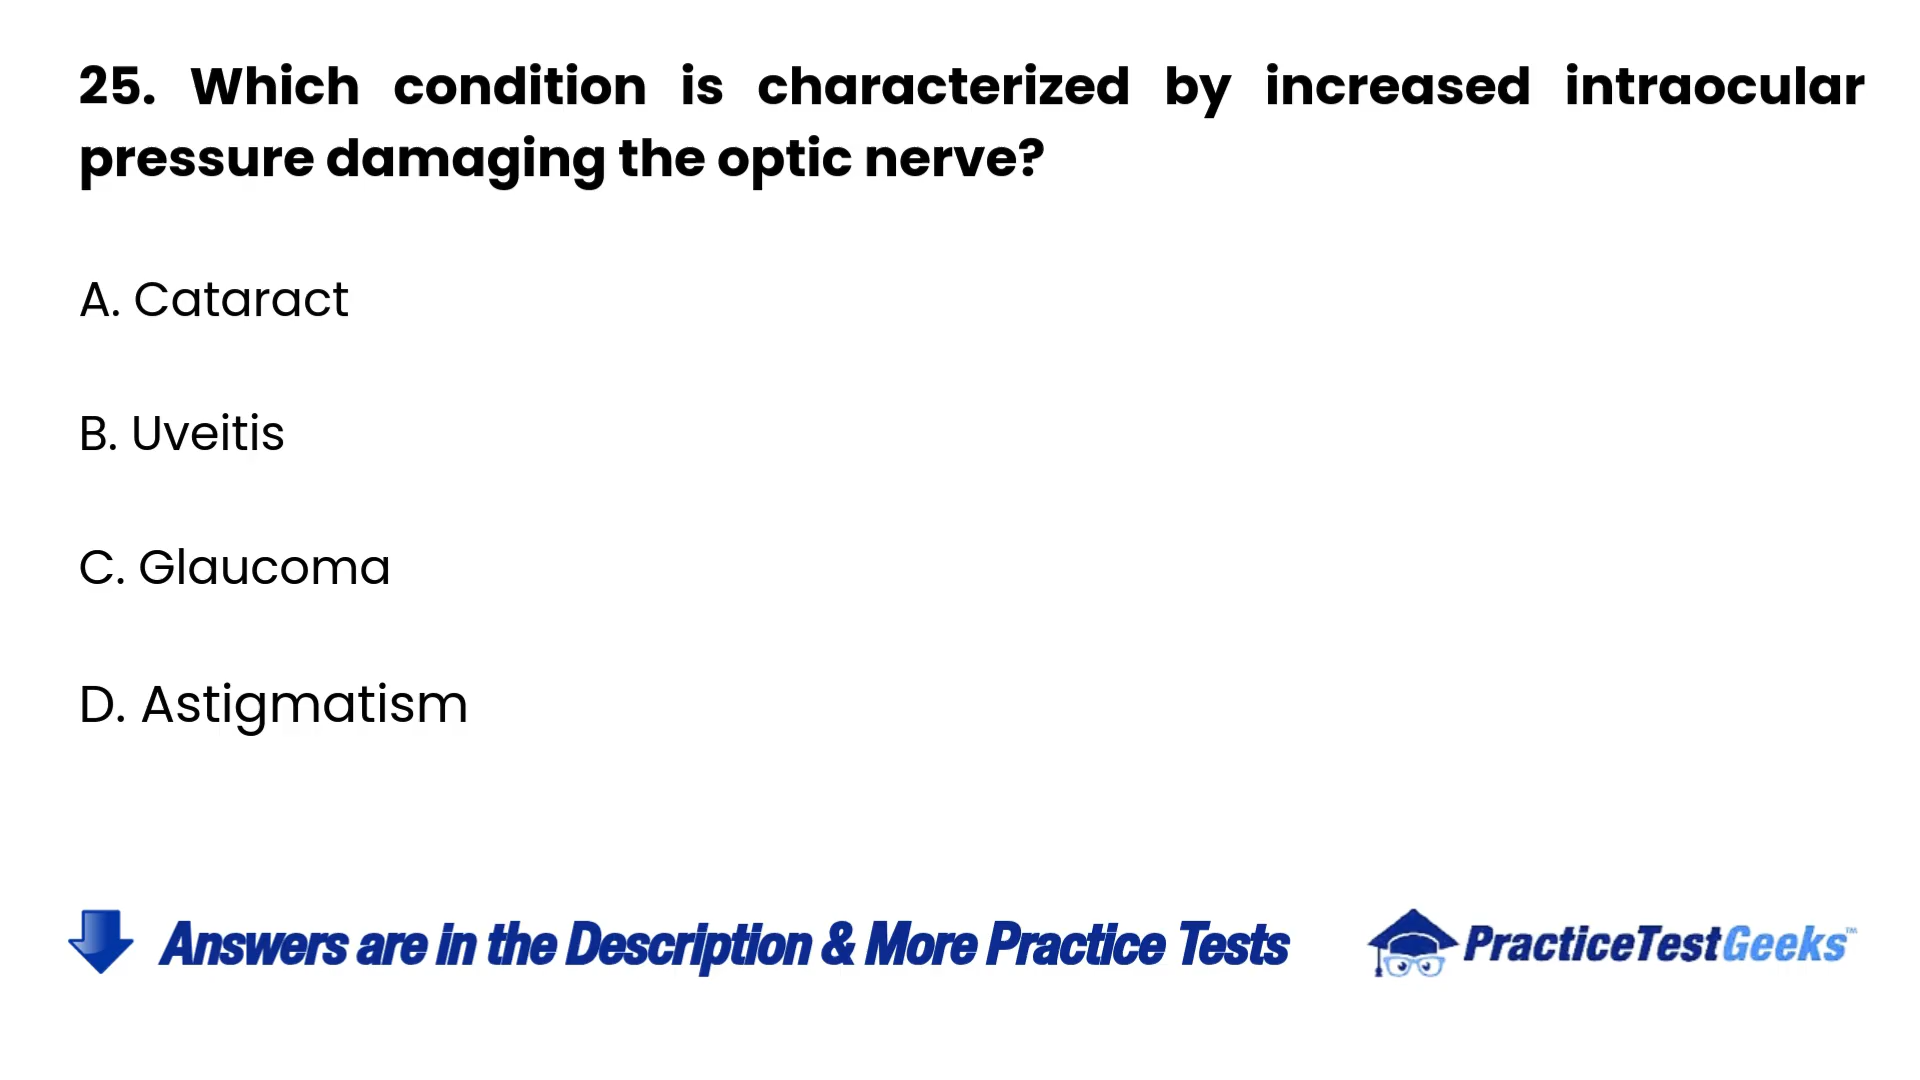 25. Which condition is characterized by increased intraocular
pressure damaging the optic nerve?
A. Cataract
B. Uveitis
C. Glaucoma
D. Astigmatism
Answers are in the Description & More Practice Tests
PracticeTestGeeks™